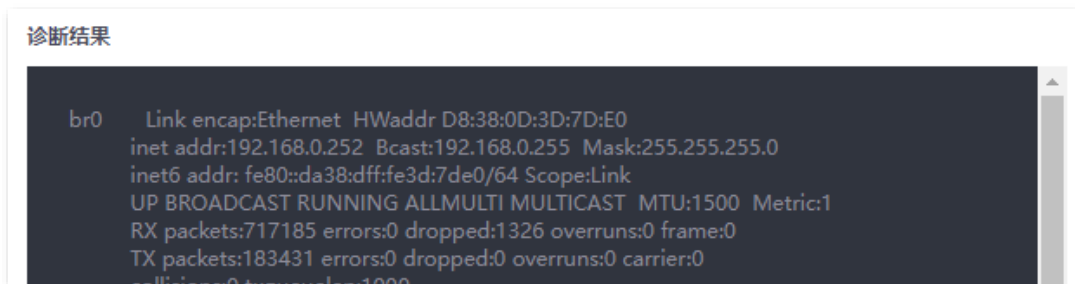 诊断结果
br0 Link encap:Ethernet HWaddr D8:38:0D:3D:7D:E0
inet addr:192.168.0.252 Bcast:192.168.0.255 Mask:255.255.255.0
inet6 addr: fe80::da38:dff:fe3d:7de0/64 Scope:Link
UP BROADCAST RUNNING ALLMULTI MULTICAST MTU:1500 Metric:1
RX packets:717185 errors:0 dropped:1326 overruns:0 frame:0
TX packets:183431 errors:0 dropped:0 overruns:0 carrier:0